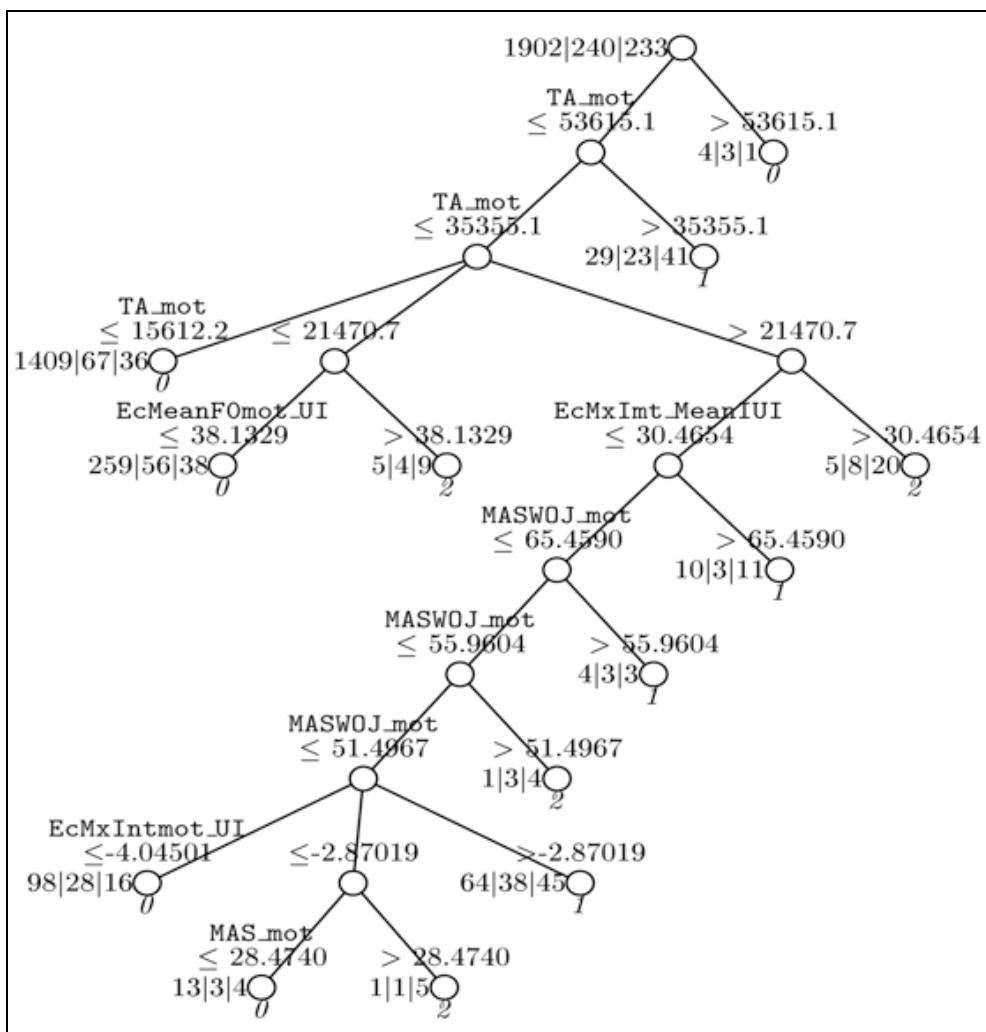 1902|240|233
TA_mot
≤ 53615.1 > 53615.1
4|3|1
0
TA_mot
≤ 35355.1 > 35355.1
29|23|41
1
TA_mot
≤ 15612.2 ≤ 21470.7 > 21470.7
1409|67|36
0
EcMeanF0mot_UI EcMxImt_MeanIUI
≤ 38.1329 > 38.1329 ≤ 30.4654 > 30.4654
259|56|38 5|4|9 5|8|20
0 2 2
MASWOJ_mot
≤ 65.4590 > 65.4590
10|3|11
1
MASWOJ_mot
≤ 55.9604 > 55.9604
4|3|3
1
MASWOJ_mot
≤ 51.4967 > 51.4967
1|3|4
2
EcMxIntmot_UI
≤-4.04501 ≤-2.87019 >-2.87019
98|28|16 64|38|45
0 1
MAS_mot
≤ 28.4740 > 28.4740
13|3|4 1|1|5
0 2